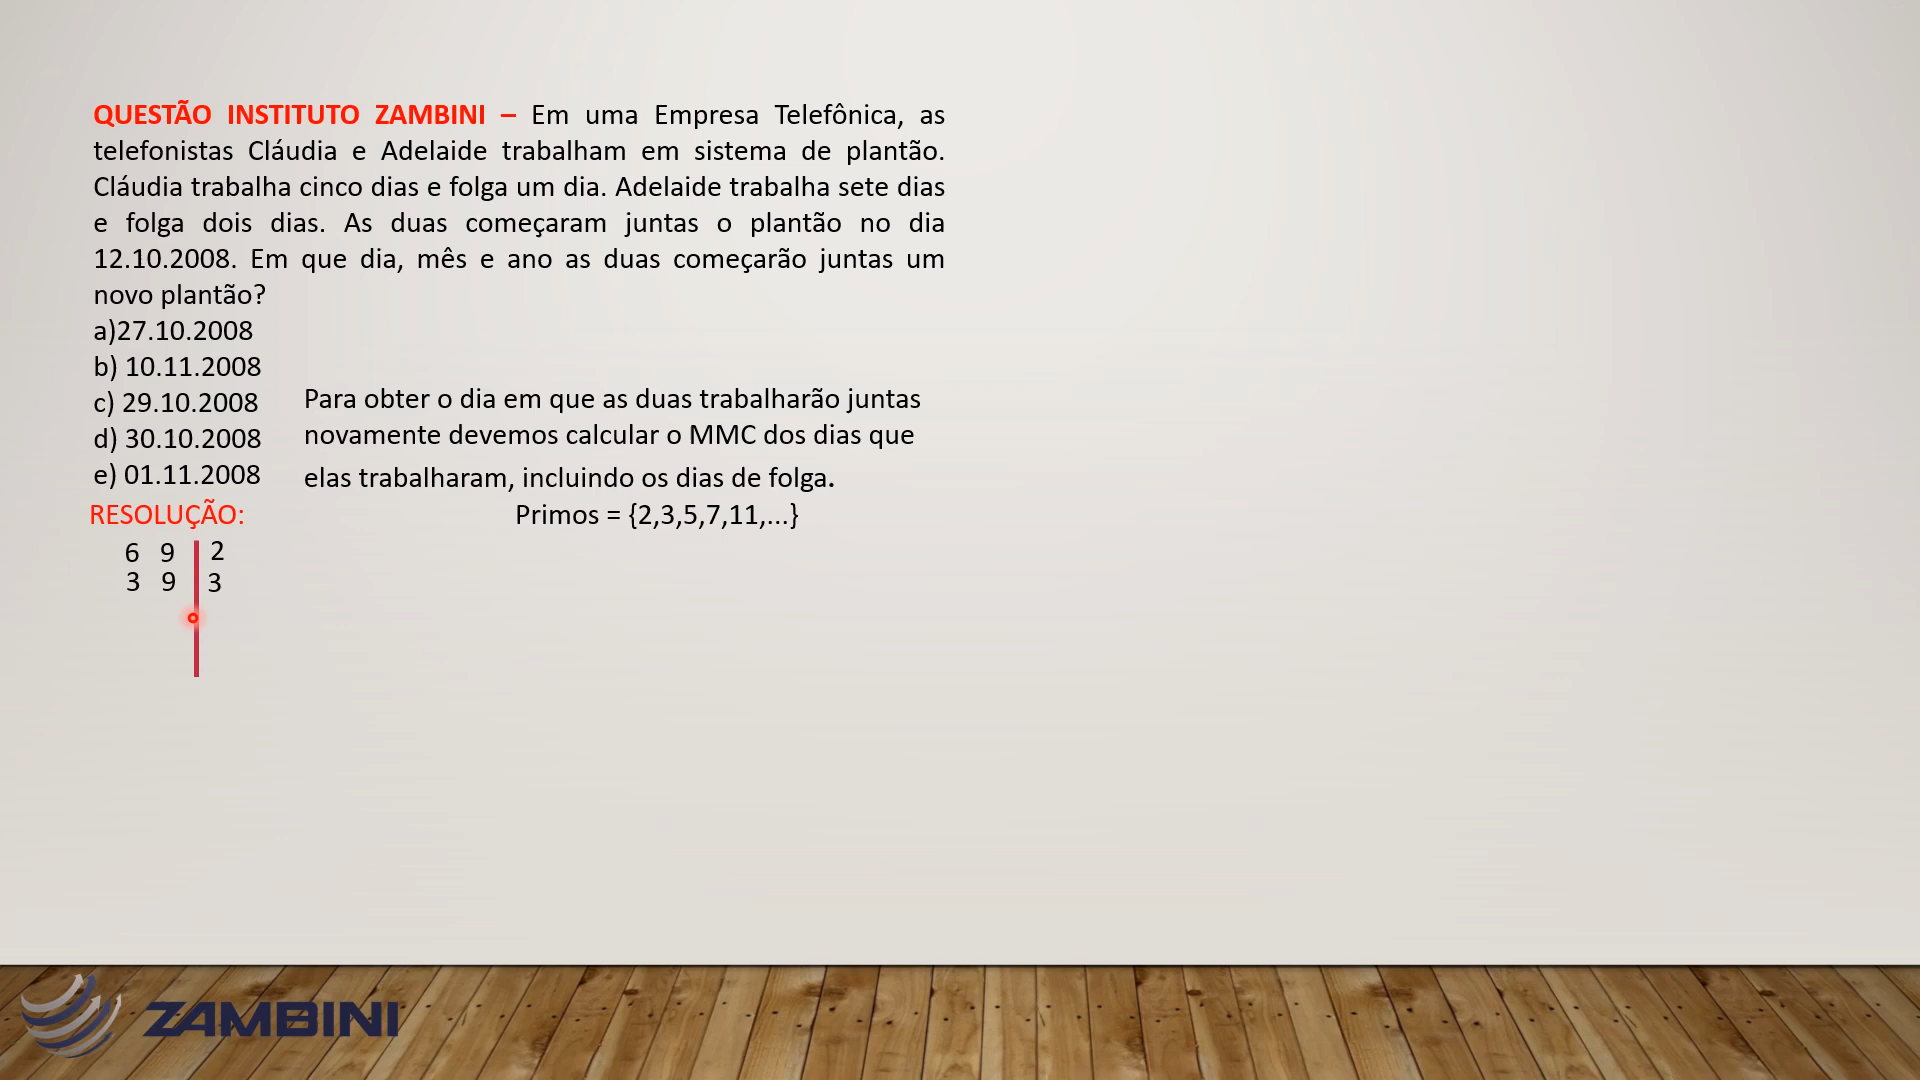 QUESTÃO INSTITUTO ZAMBINI – Em uma Empresa Telefônica, as
telefonistas Cláudia e Adelaide trabalham em sistema de plantão.
Cláudia trabalha cinco dias e folga um dia. Adelaide trabalha sete dias
e folga dois dias. As duas começaram juntas o plantão no dia
12.10.2008. Em que dia, mês e ano as duas começarão juntas um
novo plantão?
a)27.10.2008
b) 10.11.2008
c) 29.10.2008
d) 30.10.2008
e) 01.11.2008
Para obter o dia em que as duas trabalharão juntas
novamente devemos calcular o MMC dos dias que
elas trabalharam, incluindo os dias de folga.
RESOLUÇÃO:
Primos = {2,3,5,7,11,...}
6 9 2
3 9 3
ZAMBINI